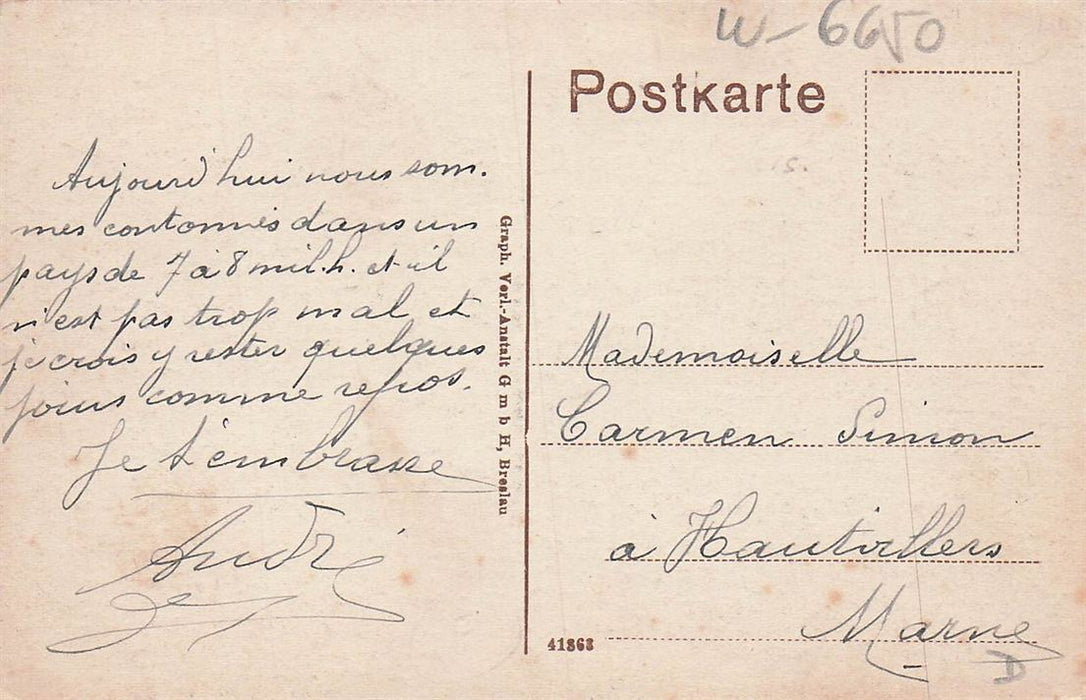 W-6650
Postkarte
Aujourd'hui nous som.
mes cantonnés dans un
pays de 7 à 8 mil.h. et il
n'est pas trop mal et
je crois y rester quelques
jours comme repos.
Je t'embrasse
André
Graph. Verl.-Anstalt G m b H, Breslau
Mademoiselle
Carmen Simon
à Hautvillers
Marne
41363
D